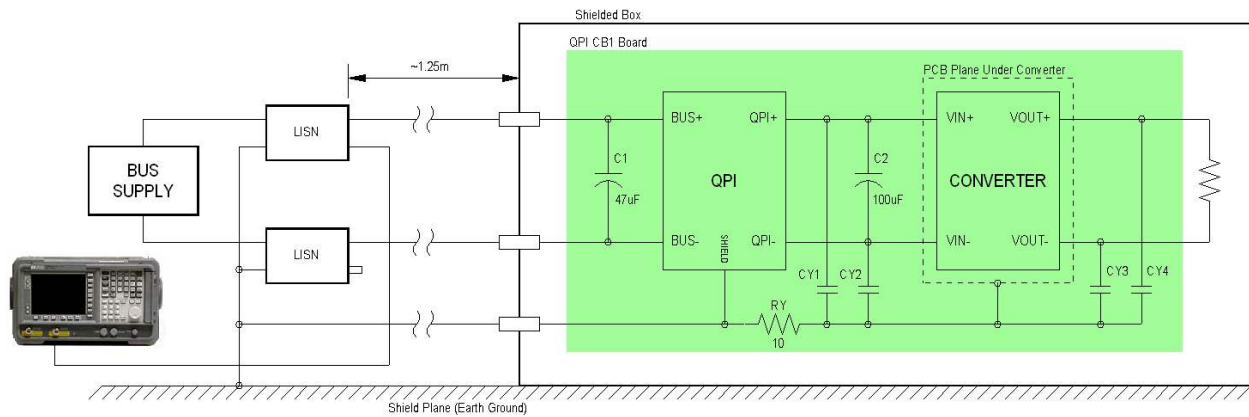 Shielded Box
QPI CB1 Board
~1.25m
PCB Plane Under Converter
LISN
BUS+
QPI+
VIN+
VOUT+
C1
C2
BUS
SUPPLY
QPI
CONVERTER
47uF
100uF
LISN
BUS-
SHIELD
QPI-
VIN-
VOUT-
CY1
CY2
CY3
CY4
RY
10
Shield Plane (Earth Ground)